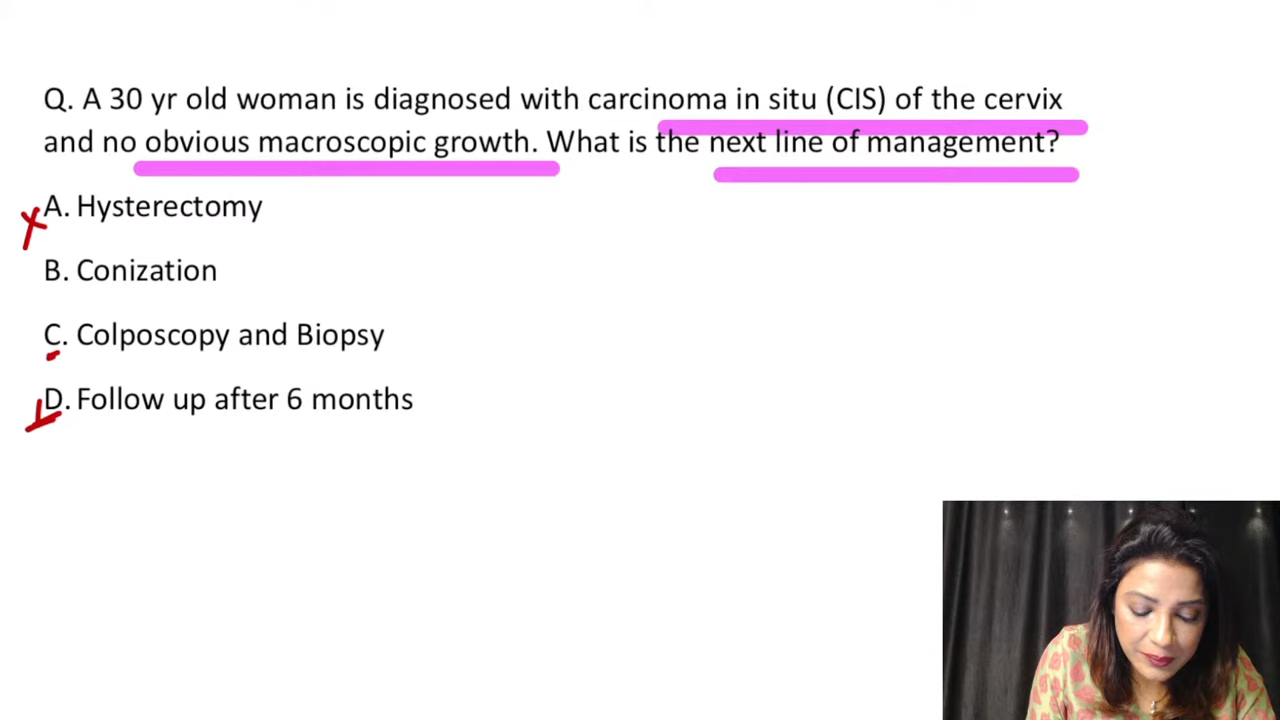 Q. A 30 yr old woman is diagnosed with carcinoma in situ (CIS) of the cervix
and no obvious macroscopic growth. What is the next line of management?
A. Hysterectomy
B. Conization
C. Colposcopy and Biopsy
D. Follow up after 6 months